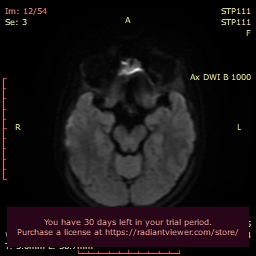 Im: 12/54
Se: 3
A
STP111
STP111
F
Ax DWI B 1000
R
L
You have 30 days left in your trial period.
Purchase a license at https://radiantviewer.com/store/